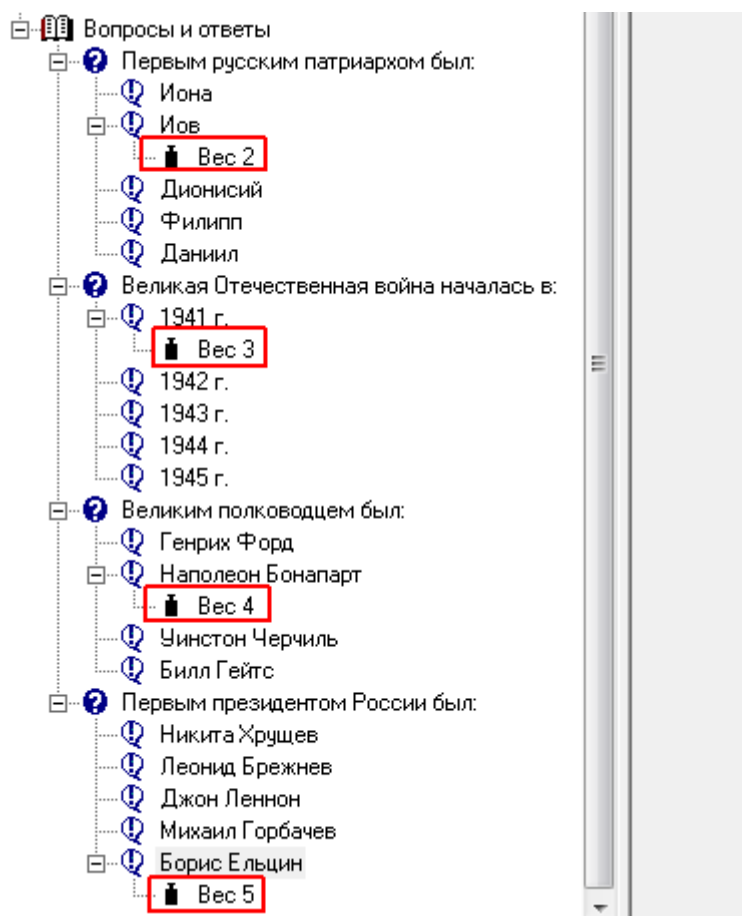 Вопросы и ответы
Первым русским патриархом был:
Иона
Иов
Вес 2
Дионисий
Филипп
Даниил
Великая Отечественная война началась в:
1941 г.
Вес 3
1942 г.
1943 г.
1944 г.
1945 г.
Великим полководцем был:
Генрих Форд
Наполеон Бонапарт
Вес 4
Уинстон Черчиль
Билл Гейтс
Первым президентом России был:
Никита Хрущев
Леонид Брежнев
Джон Леннон
Михаил Горбачев
Борис Ельцин
Вес 5